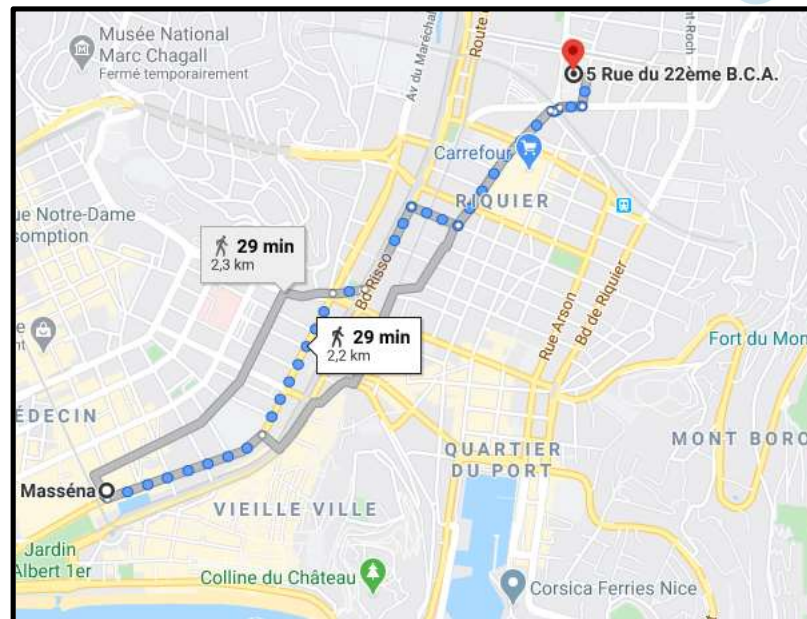 Musée National
Marc Chagall
Fermé temporairement
Av du Maréchal
Route
5 Rue du 22ème B.C.A.
Carrefour
RIQUIER
ue Notre-Dame
somption
29 min
2,3 km
Bd Risso
29 min
2,2 km
Rue Arson
Bd de Riquier
Fort du Mon
ÉDECIN
MONT BORO
QUARTIER
DU PORT
Masséna
VIEILLE VILLE
Jardin
Albert 1er
Colline du Château
Corsica Ferries Nice